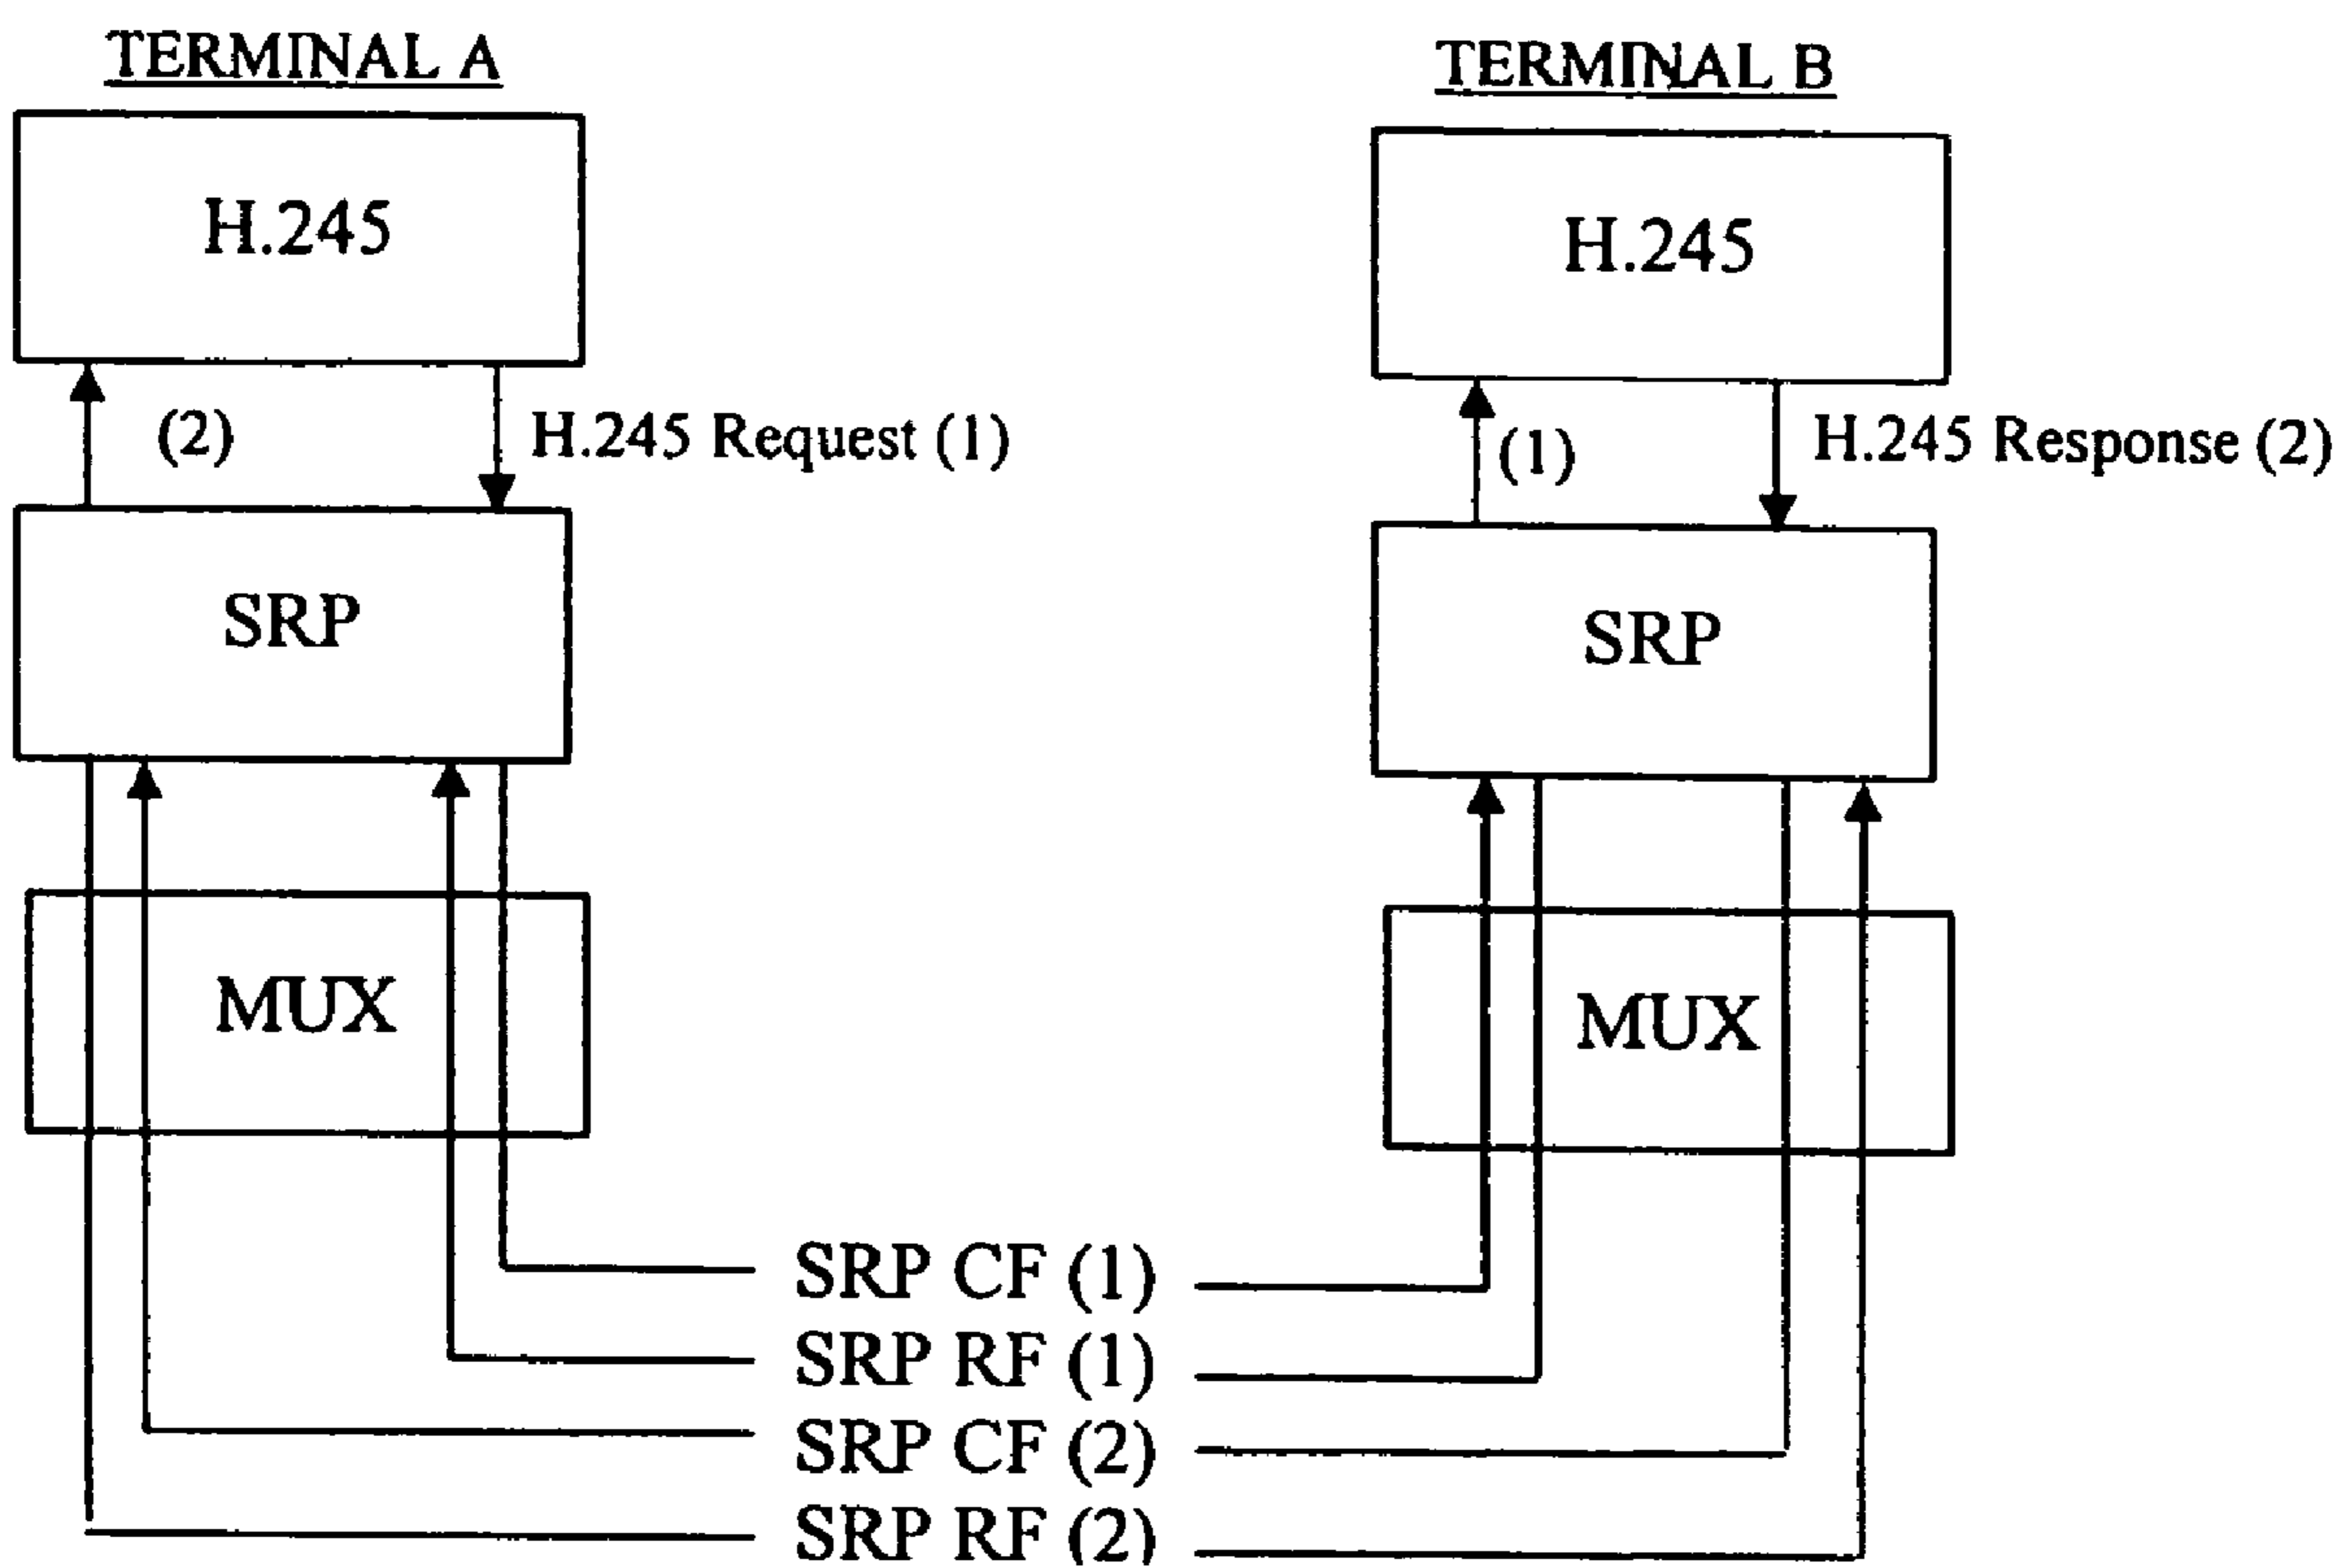 TERMINAL A
TERMINAL B
H.245
H.245
(2)
H.245 Request (1)
(1)
H.245 Response (2)
SRP
SRP
MUX
MUX
SRP CF (1)
SRP RF (1)
SRP CF (2)
SRP RF (2)